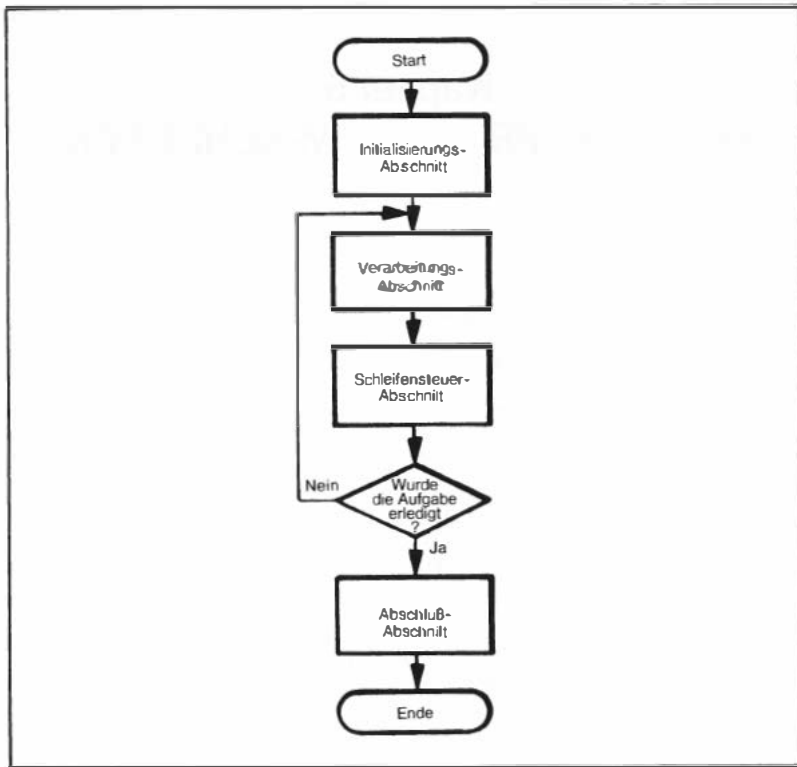 Start
Initialisierungs-
Abschnitt
Verarbeitungs-
Abschnitt
Schleifensteuer-
Abschnitt
Nein
Wurde
die Aufgabe
erledigt
?
Ja
Abschluß-
Abschnitt
Ende